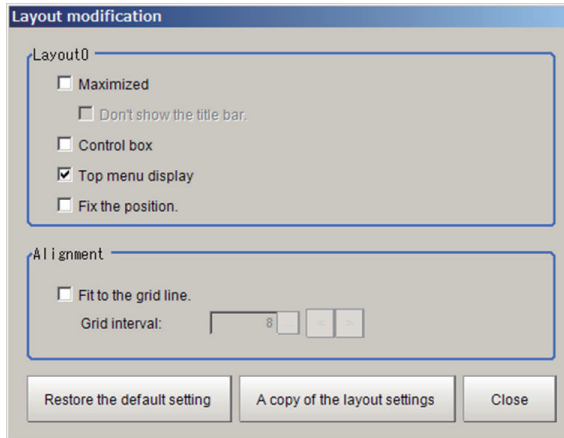 Layout modification
Layout0
Maximized
Don't show the title bar.
Control box
Top menu display
Fix the position.
Alignment
Fit to the grid line.
Grid interval: 8 ... < >
Restore the default setting A copy of the layout settings Close